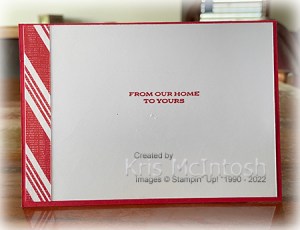 FROM OUR HOME
TO YOURS
Created by
Kris McIntosh
Images © Stampin' Up! 1990 - 2022